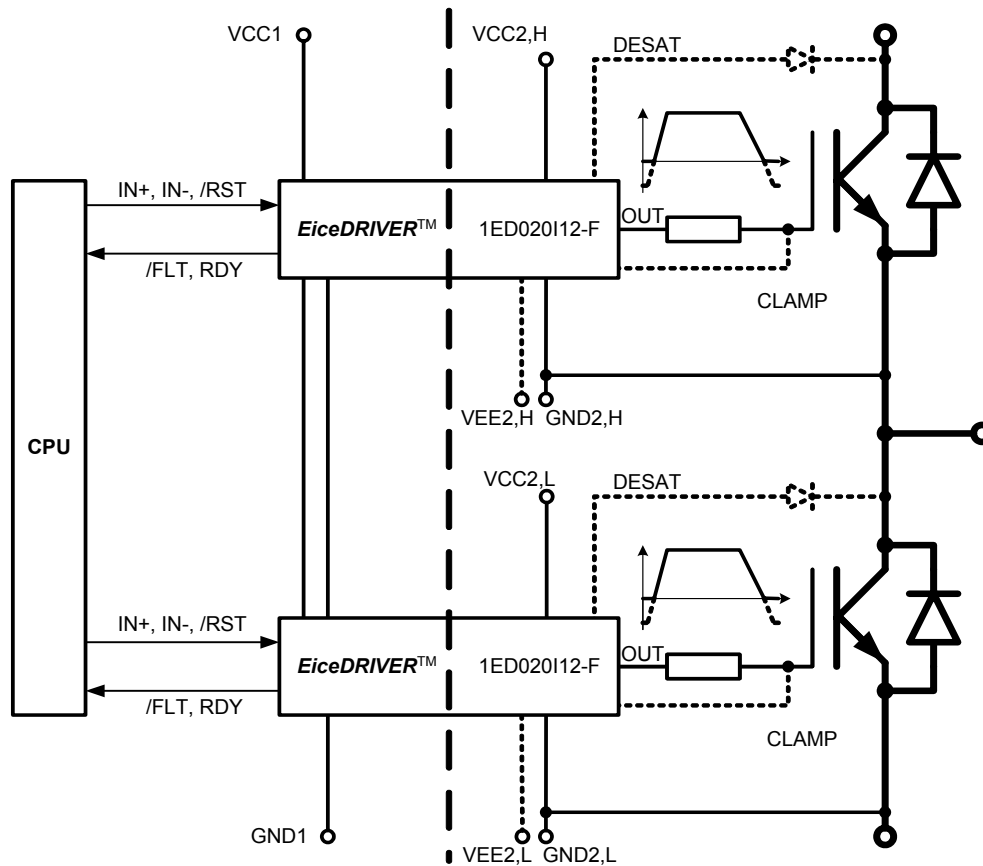 VCC1
VCC2,H
DESAT
IN+, IN-, /RST
EiceDRIVER™
1ED020I12-F
OUT
/FLT, RDY
CLAMP
VEE2,H
GND2,H
CPU
VCC2,L
DESAT
IN+, IN-, /RST
EiceDRIVER™
1ED020I12-F
OUT
/FLT, RDY
CLAMP
GND1
VEE2,L
GND2,L